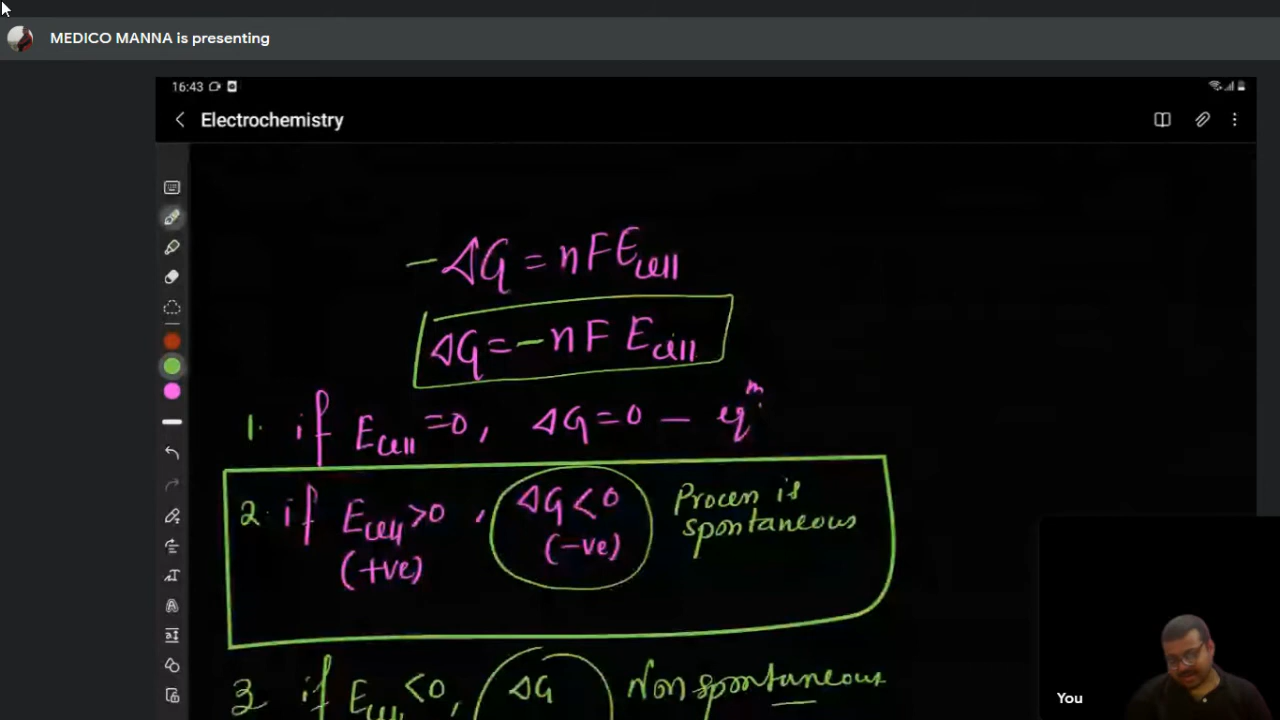 MEDICO MANNA is presenting
16:43
Electrochemistry
-ΔG = nFEcell
ΔG = -nF Ecell
1. if Ecell = 0, ΔG = 0 - eqm
2. if Ecell > 0, ΔG < 0 Process is
(+ve) (-ve) spontaneous
3 if Ecell < 0, ΔG Non spontaneous
You